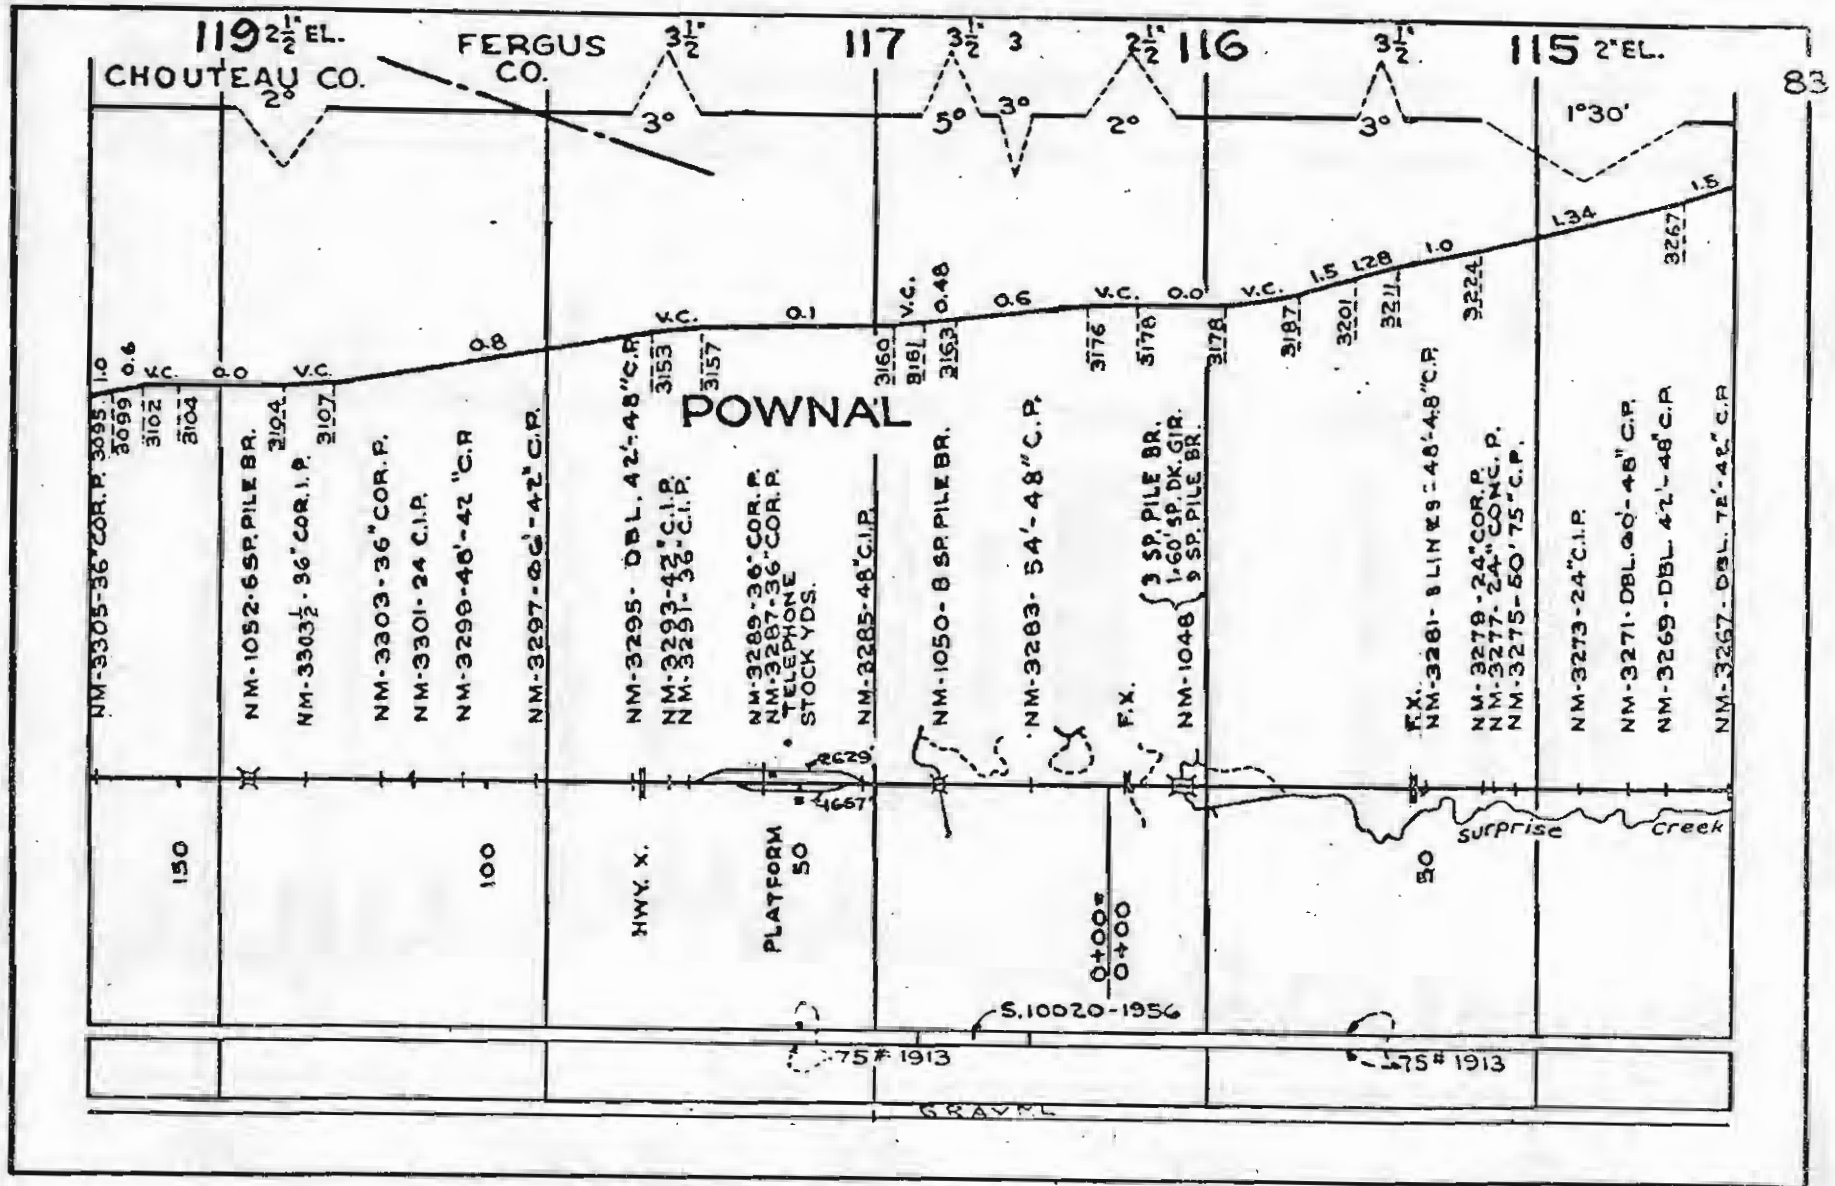 119 2½" EL.
FERGUS
CO.
3½"
117
3½"
3
2½"
116
3½"
115 2" EL.
83
CHOUTEAU CO.
2°
3°
5°
3°
2°
3°
1°30'
1.0
0.6
V.C.
0.0
V.C.
0.8
V.C.
0.1
V.C.
0.48
0.6
V.C.
0.0
V.C.
1.5
1.28
1.0
1.34
1.5
3095
3099
3102
3104
3104
3107
3153
3157
3160
3161
3163
3176
3178
3178
3187
3201
3211
3224
3267
POWNAL
NM-3305-36"COR.P.
NM-1052-6SP.PILE BR.
NM-3303½-36"COR.I.P.
NM-3303-36"COR.P.
NM-3301-24 C.I.P.
NM-3299-48'-42"C.P.
NM-3297-86'-42"C.P.
NM-3295-DBL.42'-48"C.P.
NM-3293-42"C.I.P.
NM-3291-36"C.I.P.
NM-3289-36"COR.P.
NM-3287-36"COR.P.
TELEPHONE
STOCK YDS.
NM-3285-48"C.I.P.
NM-1050-8 SP.PILE BR.
NM-3283-54'-48"C.P.
F.X.
NM-1048
3 SP. PILE BR.
1-60' SP. DK. GIR.
9 SP. PILE BR.
F.X.
NM-3281-
48'-48"C.P.
NM-3279-24"COR.P.
NM-3277-24"CONC.P.
NM-3275-50'75"C.P.
NM-3273-24"C.I.P.
NM-3271-DBL.
48"C.P.
NM-3269-DBL. 42'-48"C.P.
NM-3267-DBL. 72'-42"C.P.
2629
1657'
Surprise Creek
150
100
HWY. X.
PLATFORM
50
0+00=
0+00
50
S.10020-1956
75# 1913
75# 1913
GRAVEL